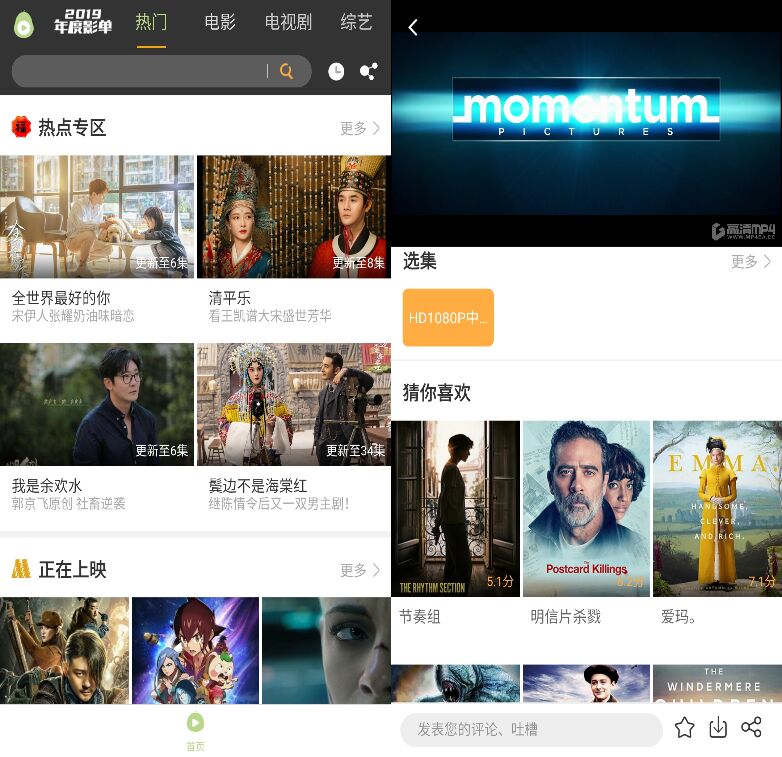 2019
年度影单
热门
电影
电视剧
综艺
福
热点专区
更多
更新至6集
更新至8集
全世界最好的你
宋伊人张耀奶油味暗恋
清平乐
看王凯谱大宋盛世芳华
更新至6集
更新至34集
我是余欢水
郭京飞原创 社畜逆袭
鬓边不是海棠红
继陈情令后又一双男主剧!
正在上映
更多
首页
momentum
PICTURES
高清MP4
WWW.MP4BA.CC
选集
更多
HD1080P中...
猜你喜欢
THE RHYTHM SECTION
5.1分
Postcard Killings
6.2分
EMMA.
HANDSOME,
CLEVER,
AND RICH.
7.1分
节奏组
明信片杀戮
爱玛。
THE
WINDERMERE
CHILDREN
发表您的评论、吐槽